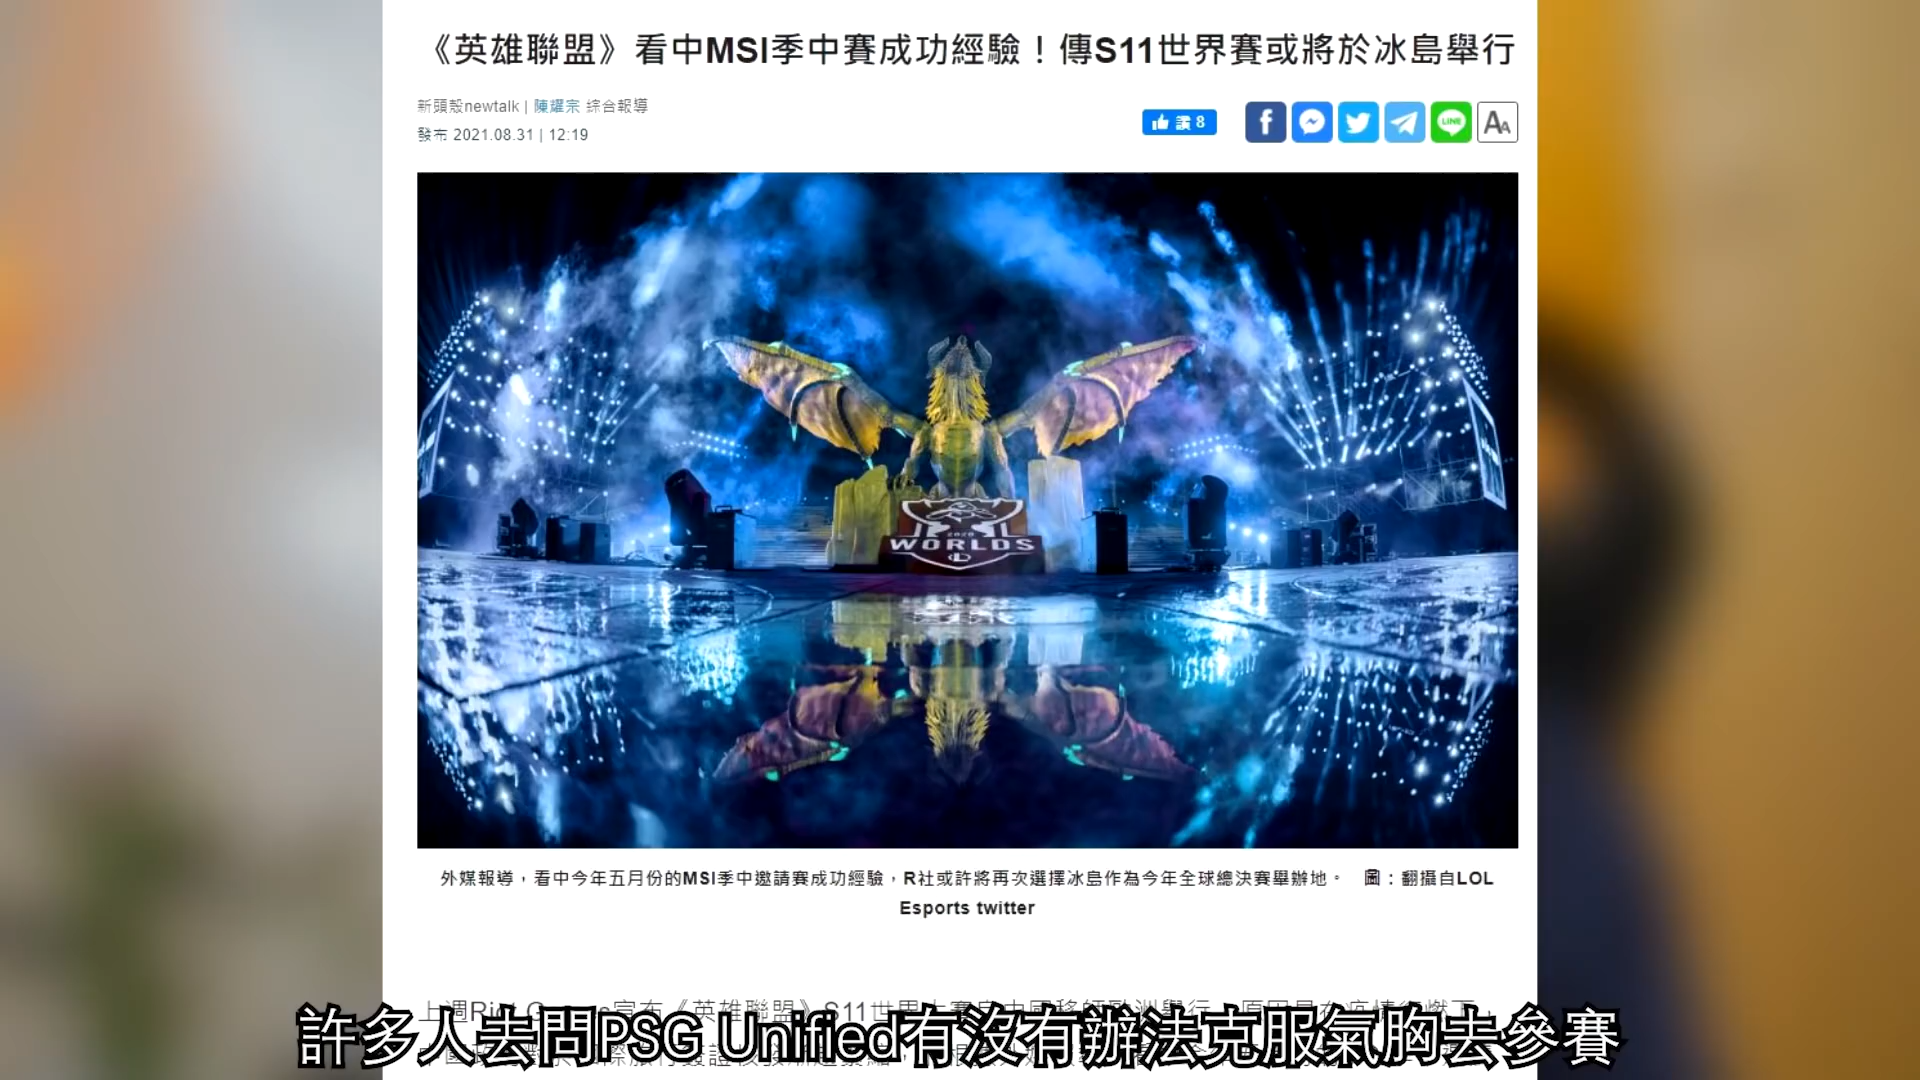 《英雄聯盟》看中MSI季中賽成功經驗！傳S11世界賽或將於冰島舉行
新頭殼newtalk | 陳耀宗 綜合報導
發布 2021.08.31 | 12:19
讚 8
LINE
AA
2020
WORLDS
外媒報導，看中今年五月份的MSI季中邀請賽成功經驗，R社或許將再次選擇冰島作為今年全球總決賽舉辦地。 圖：翻攝自LOL
Esports twitter
許多人去問PSG Unified有沒有辦法克服氣胸去參賽